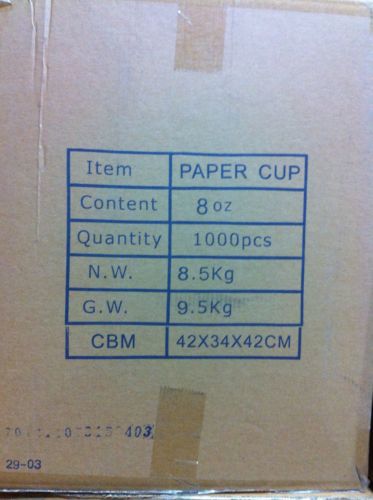 Item PAPER CUP
Content 8 oz
Quantity 1000pcs
N.W. 8.5Kg
G.W. 9.5Kg
CBM 42X34X42CM
29-03